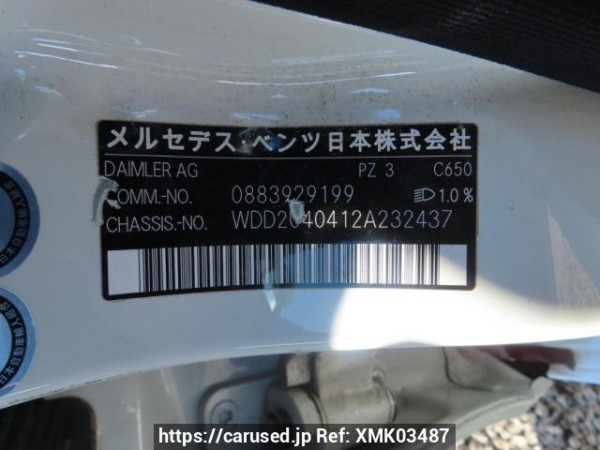 メルセデス・ベンツ日本株式会社
DAIMLER AG PZ 3 C650
COMM.-NO. 0883929199 1.0 %
CHASSIS.-NO. WDD2040412A232437
https://carused.jp Ref: XMK03487